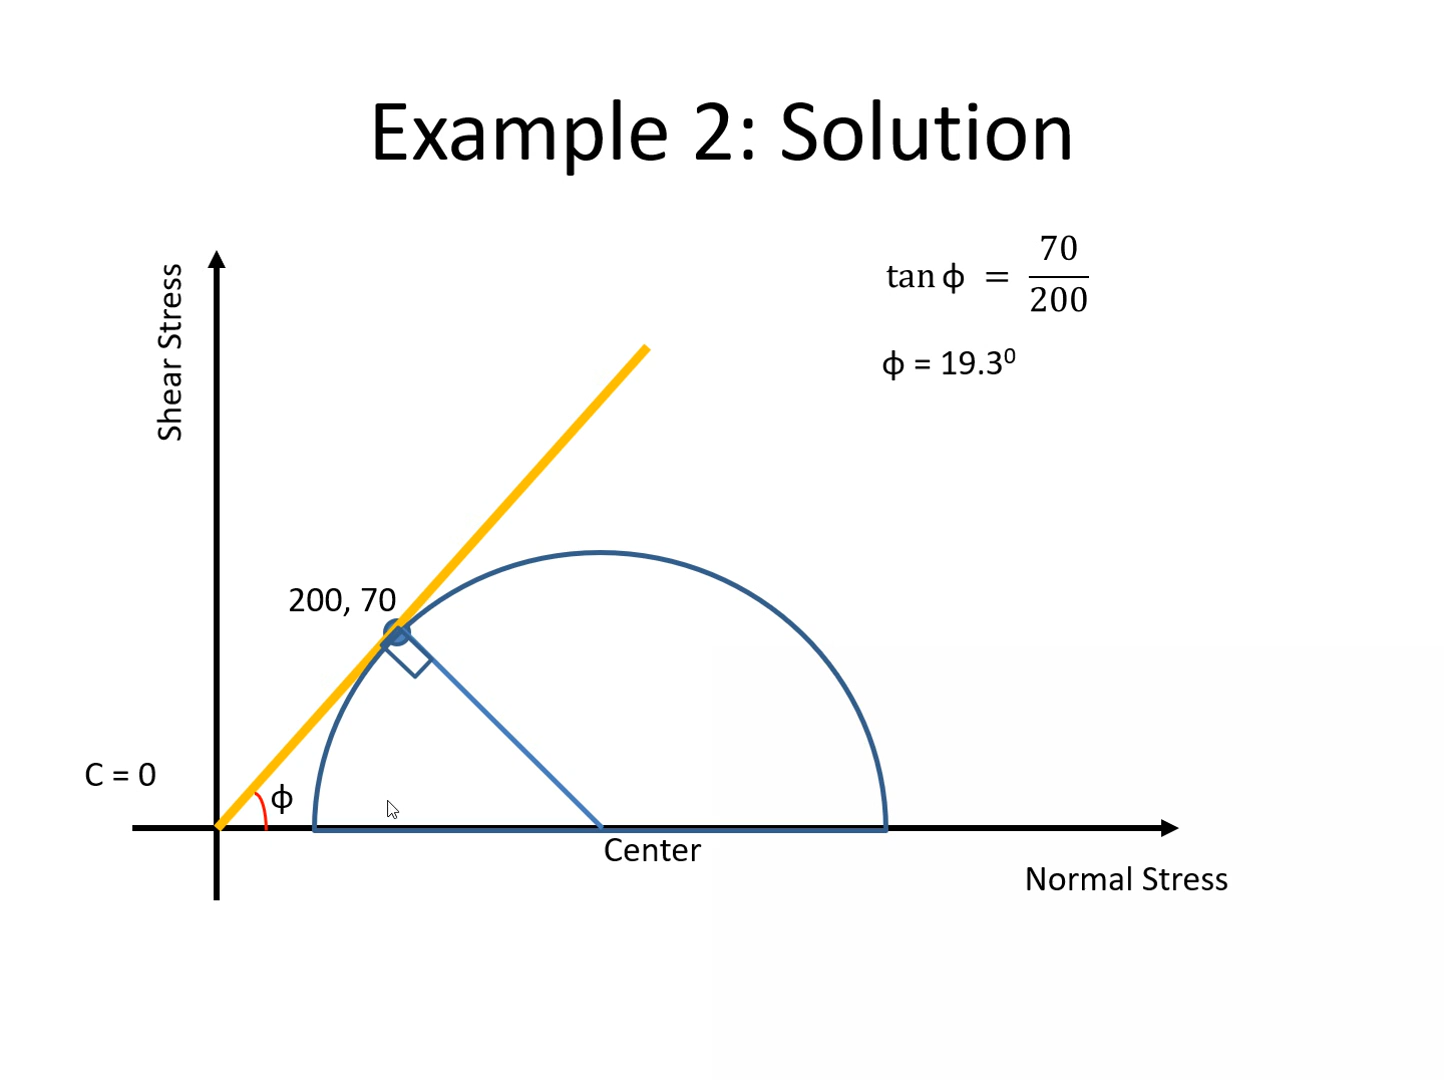 Example 2: Solution
Shear Stress
tan ϕ = 70/200
ϕ = 19.3⁰
200, 70
C = 0
ϕ
Center
Normal Stress